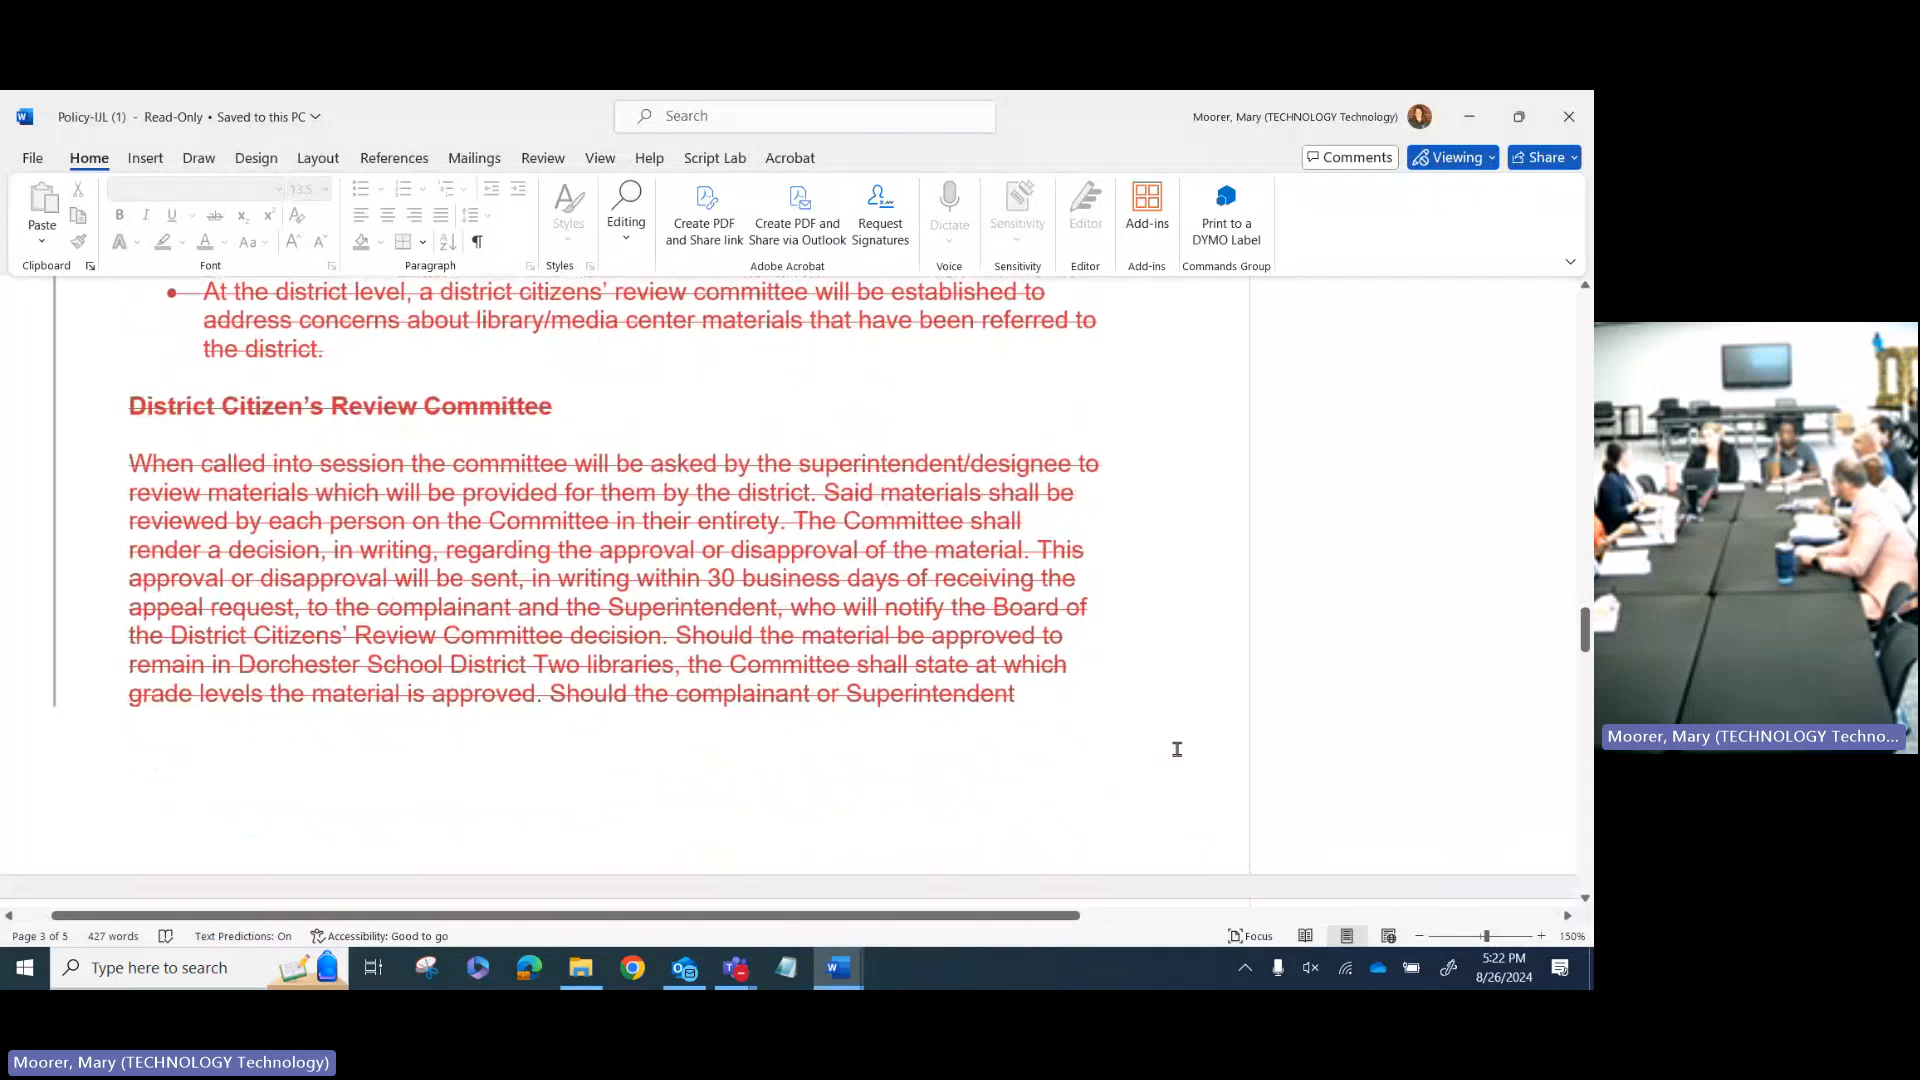 Policy-IJL (1) - Read-Only • Saved to this PC
Search
Moorer, Mary (TECHNOLOGY Technology)
File Home Insert Draw Design Layout References Mailings Review View Help Script Lab Acrobat
Comments Viewing Share
13.5
Paste
Styles
Editing
Create PDF and Share link
Create PDF and Share via Outlook
Request Signatures
Dictate
Sensitivity
Editor
Add-ins
Print to a DYMO Label
Clipboard Font Paragraph Styles Adobe Acrobat Voice Sensitivity Editor Add-ins Commands Group
• At the district level, a district citizens’ review committee will be established to
address concerns about library/media center materials that have been referred to
the district.
District Citizen’s Review Committee
When called into session the committee will be asked by the superintendent/designee to
review materials which will be provided for them by the district. Said materials shall be
reviewed by each person on the Committee in their entirety. The Committee shall
render a decision, in writing, regarding the approval or disapproval of the material. This
approval or disapproval will be sent, in writing within 30 business days of receiving the
appeal request, to the complainant and the Superintendent, who will notify the Board of
the District Citizens’ Review Committee decision. Should the material be approved to
remain in Dorchester School District Two libraries, the Committee shall state at which
grade levels the material is approved. Should the complainant or Superintendent
Moorer, Mary (TECHNOLOGY Techno...
Page 3 of 5 427 words Text Predictions: On Accessibility: Good to go Focus 150%
Type here to search
5:22 PM
8/26/2024
Moorer, Mary (TECHNOLOGY Technology)